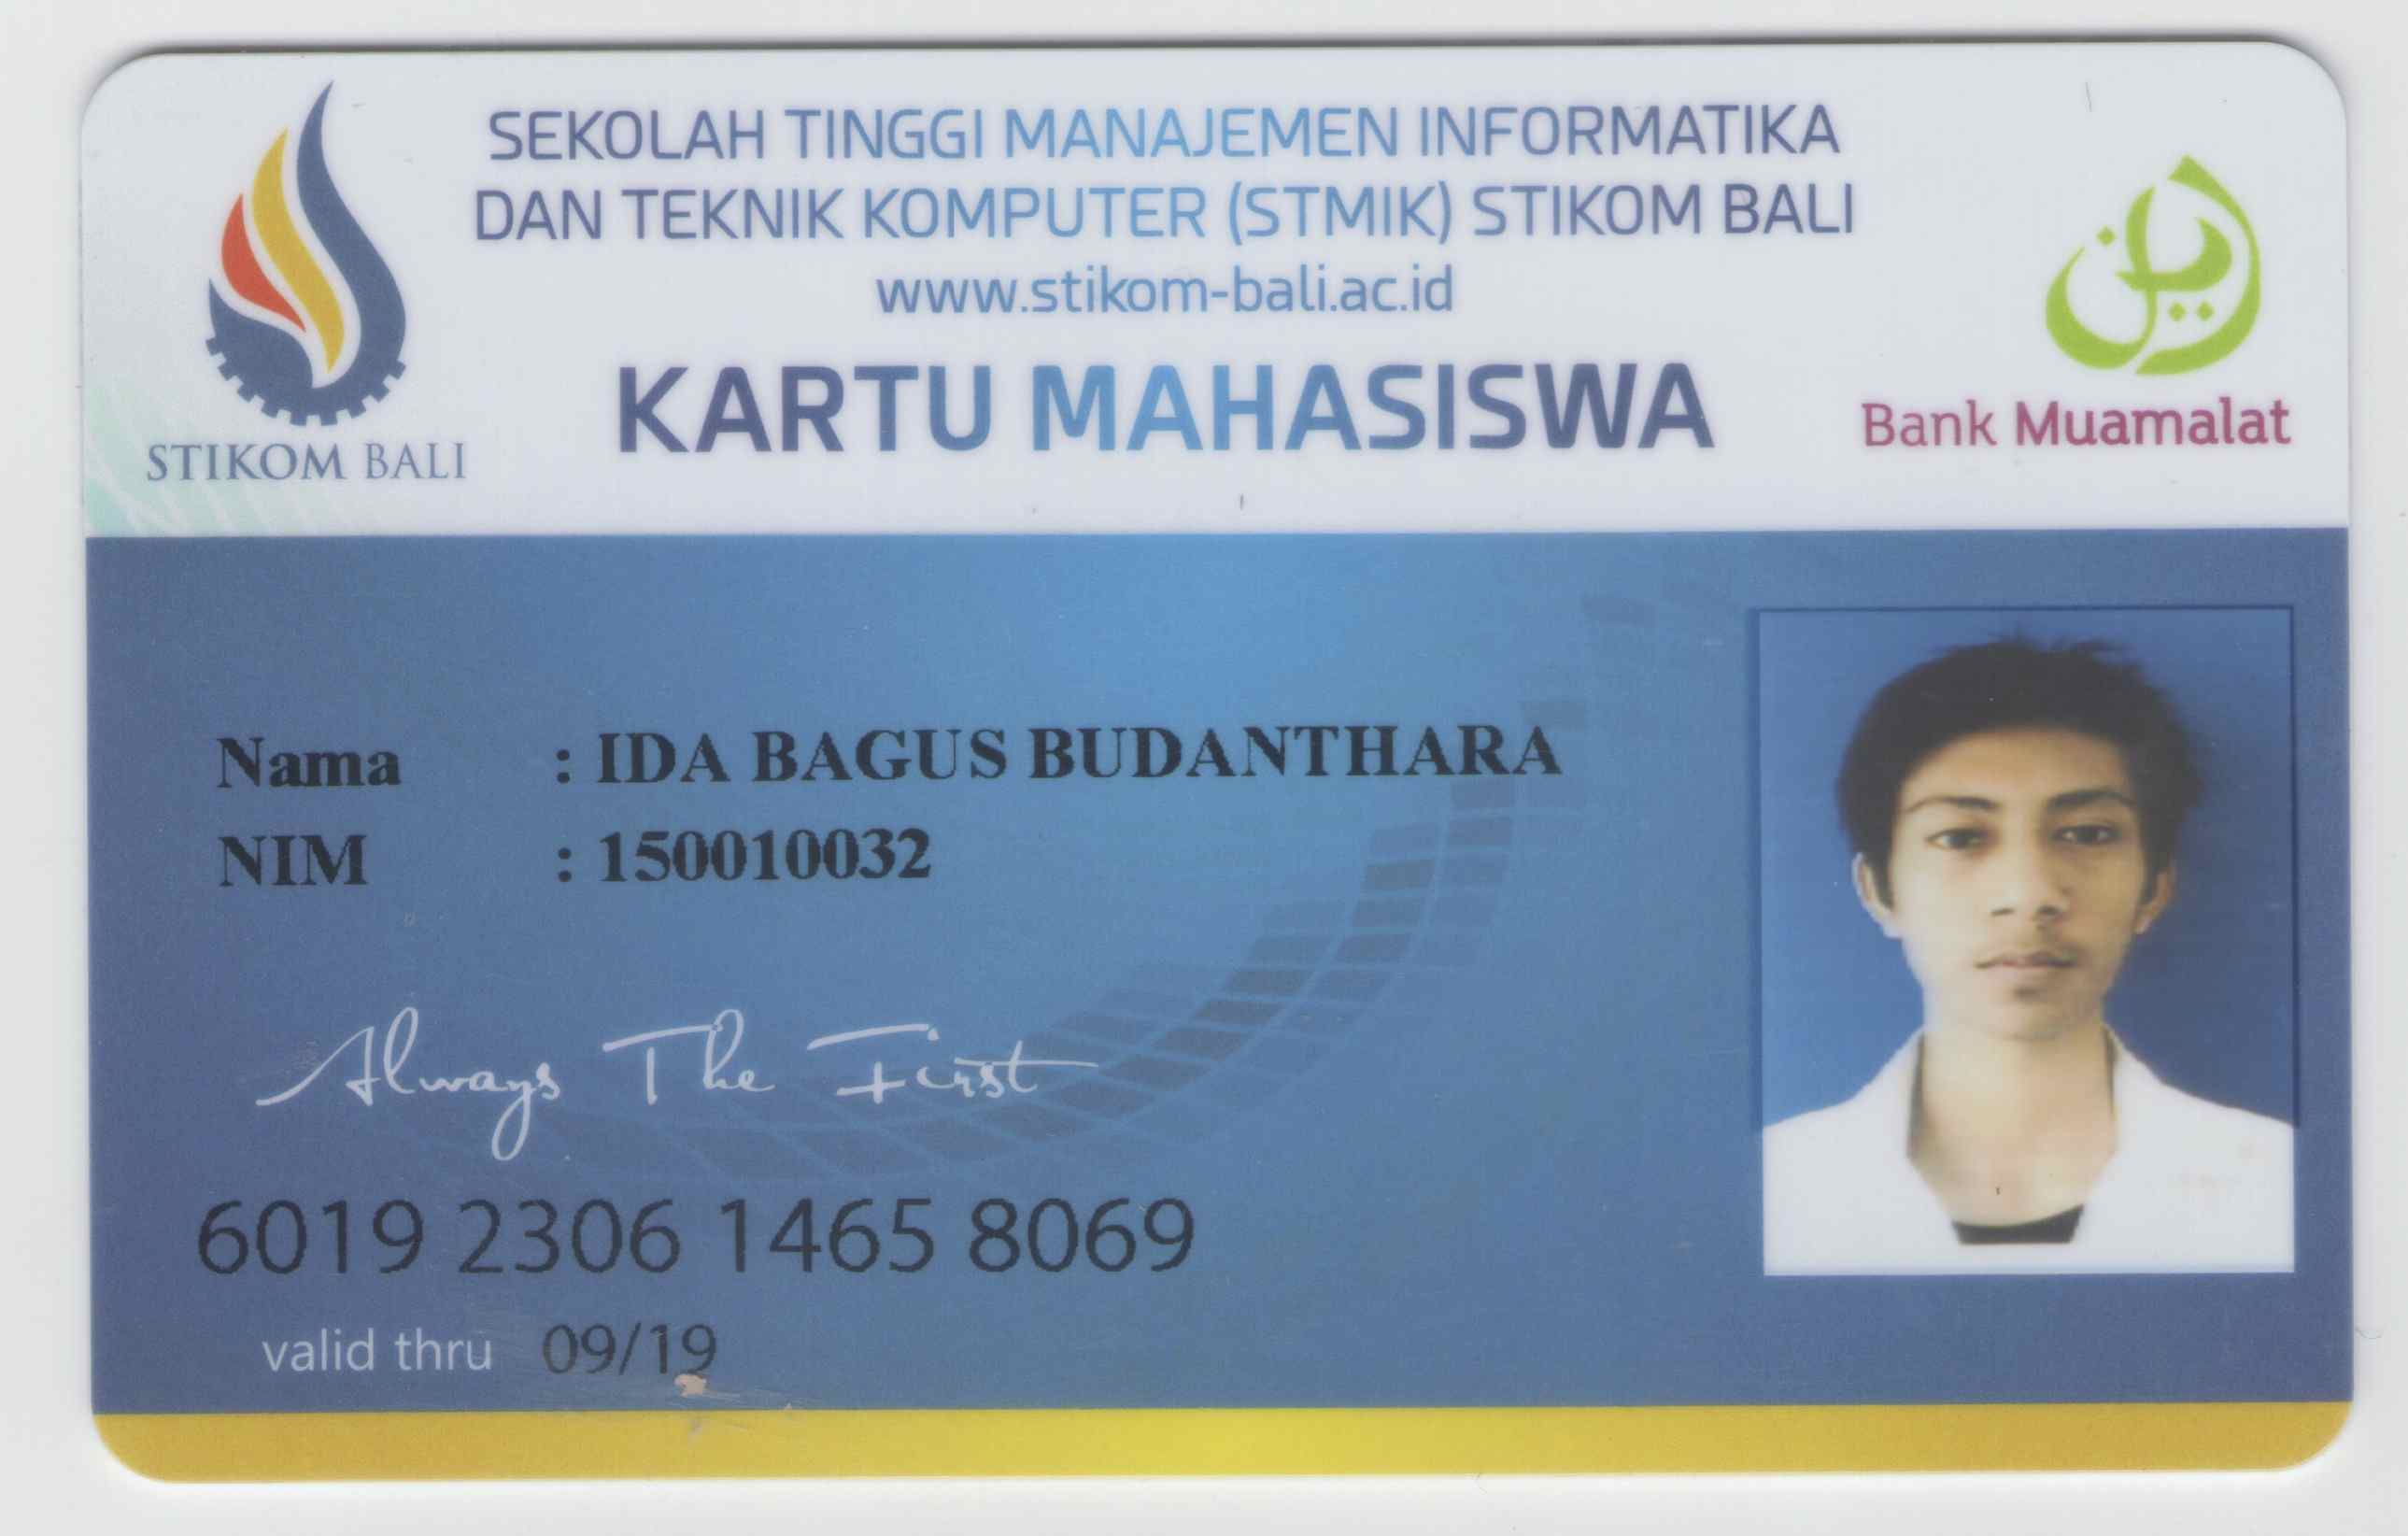 SEKOLAH TINGGI MANAJEMEN INFORMATIKA
DAN TEKNIK KOMPUTER (STMIK) STIKOM BALI
www.stikom-bali.ac.id
KARTU MAHASISWA
STIKOM BALI
Bank Muamalat
Nama : IDA BAGUS BUDANTHARA
NIM : 150010032
Always The First
6019 2306 1465 8069
valid thru 09/19